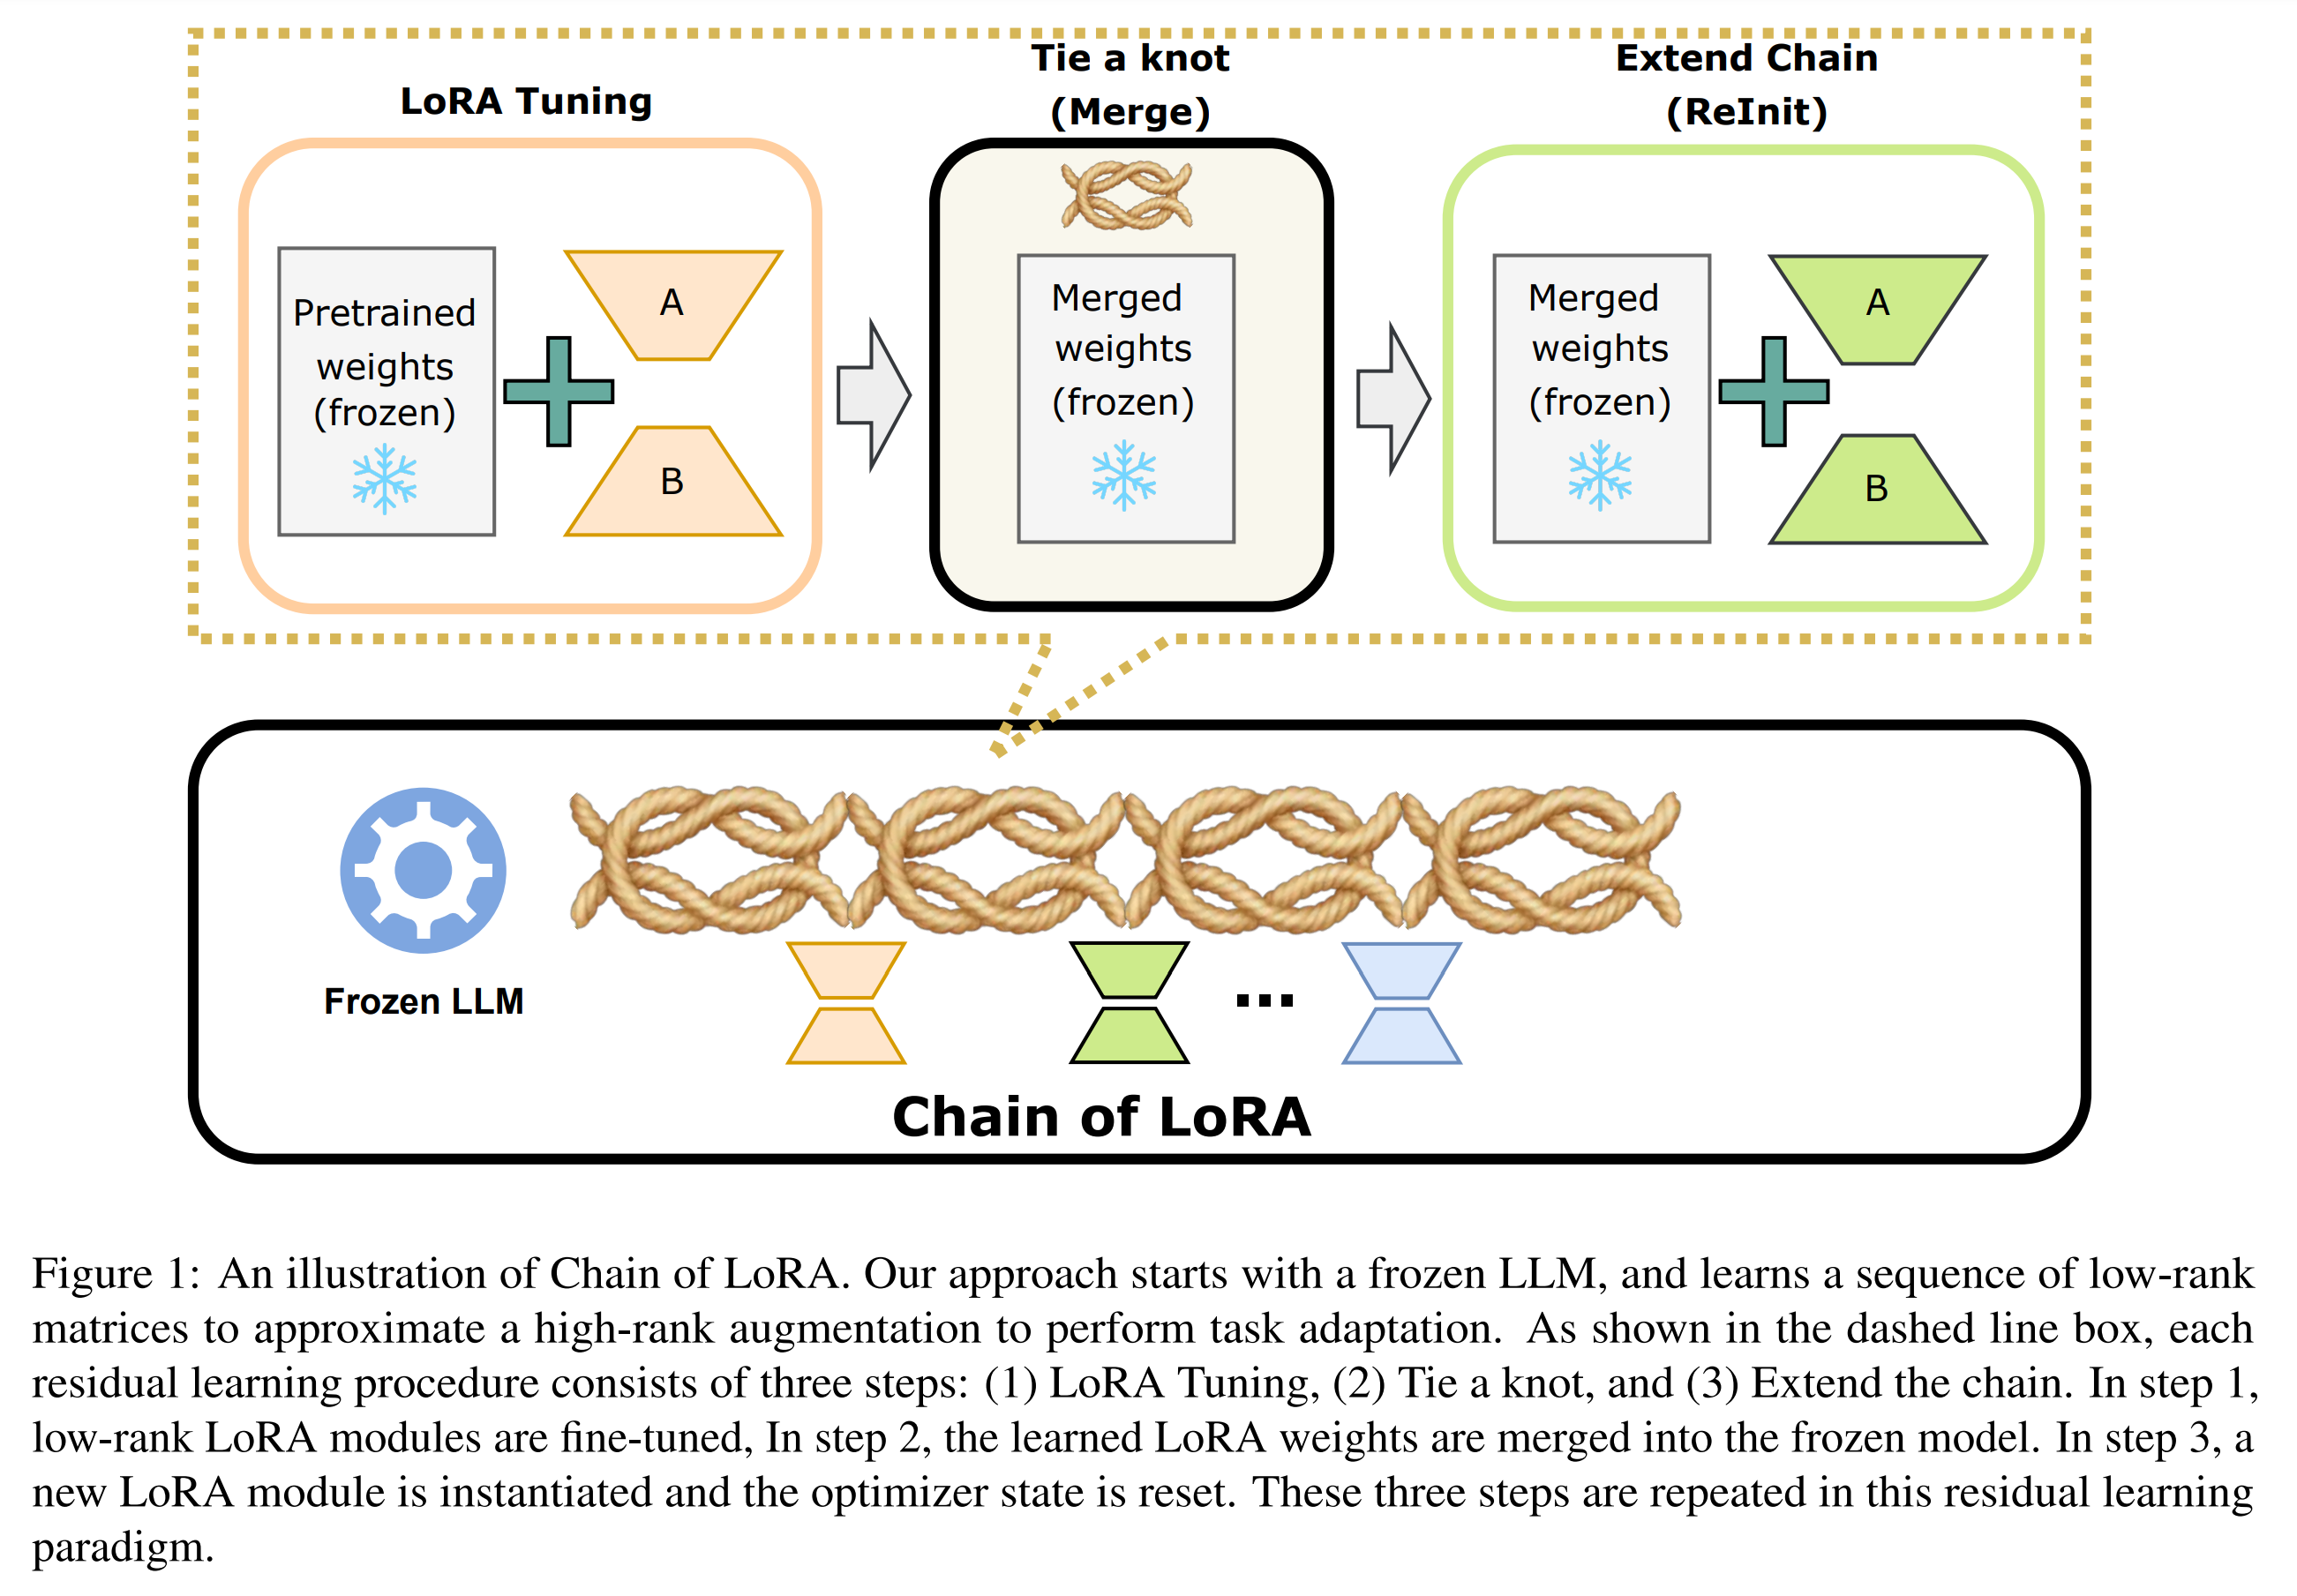 LoRA Tuning
Tie a knot
(Merge)
Extend Chain
(ReInit)
Pretrained
weights
(frozen)
A
B
Merged
weights
(frozen)
Merged
weights
(frozen)
A
B
Frozen LLM
...
Chain of LoRA
Figure 1: An illustration of Chain of LoRA. Our approach starts with a frozen LLM, and learns a sequence of low-rank
matrices to approximate a high-rank augmentation to perform task adaptation. As shown in the dashed line box, each
residual learning procedure consists of three steps: (1) LoRA Tuning, (2) Tie a knot, and (3) Extend the chain. In step 1,
low-rank LoRA modules are fine-tuned, In step 2, the learned LoRA weights are merged into the frozen model. In step 3, a
new LoRA module is instantiated and the optimizer state is reset. These three steps are repeated in this residual learning
paradigm.